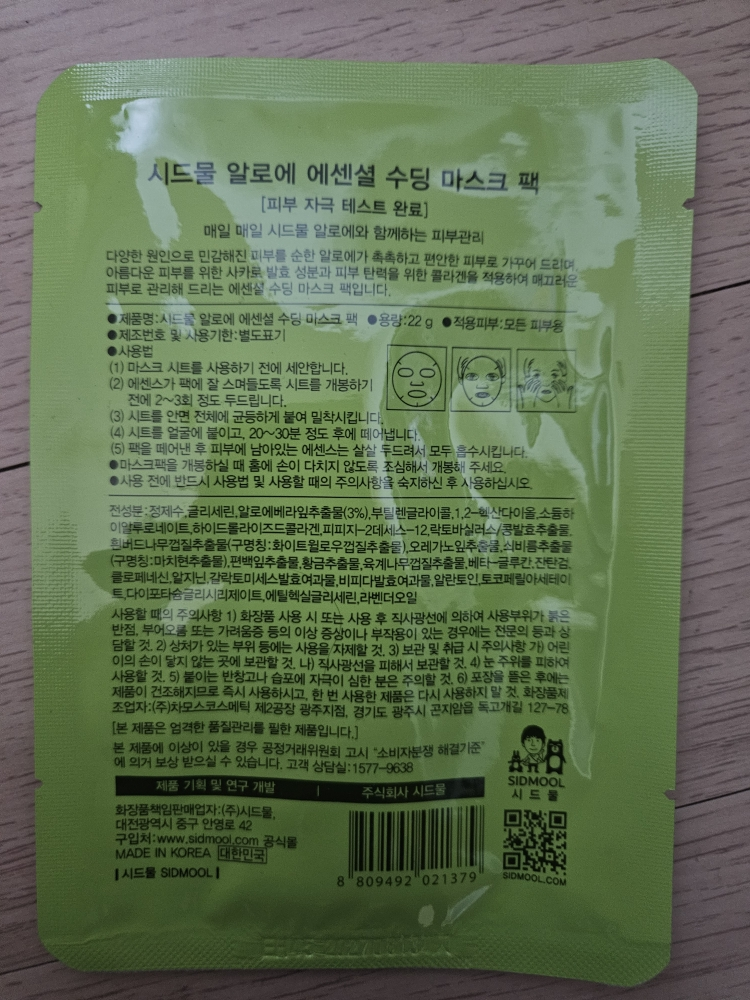 시드물 알로에 에센셜 수딩 마스크 팩
[피부 자극 테스트 완료]
매일 매일 시드물 알로에와 함께하는 피부관리
다양한 원인으로 민감해진 피부를 순한 알로에가 촉촉하고 편안한 피부로 가꾸어 드리며,
아름다운 피부를 위한 사카로 발효 성분과 피부 탄력을 위한 콜라겐을 적용하여 매끄러운
피부로 관리해 드리는 에센셜 수딩 마스크 팩입니다.
●제품명:시드물 알로에 에센셜 수딩 마스크 팩 ●용량:22 g ●적용피부:모든 피부용
●제조번호 및 사용기한:별도표기
●사용법
(1) 마스크 시트를 사용하기 전에 세안합니다.
(2) 에센스가 팩에 잘 스며들도록 시트를 개봉하기
전에 2~3회 정도 두드립니다.
(3) 시트를 안면 전체에 균등하게 붙여 밀착시킵니다.
(4) 시트를 얼굴에 붙이고, 20~30분 정도 후에 떼어냅니다.
(5) 팩을 떼어낸 후 피부에 남아있는 에센스는 살살 두드려서 모두 흡수시킵니다.
●마스크팩을 개봉하실 때 홈에 손이 다치지 않도록 조심해서 개봉해 주세요.
●사용 전에 반드시 사용법 및 사용할 때의 주의사항을 숙지하신 후 사용하십시오.
전성분:정제수,글리세린,알로에베라잎추출물(3%),부틸렌글라이콜,1,2-헥산다이올,소듐하
이알루로네이트,하이드롤라이즈드콜라겐,피피지-2데세스-12,락토바실러스/콩발효추출물,
흰버드나무껍질추출물(구명칭:화이트윌로우껍질추출물),오레가노잎추출물,쇠비름추출물
(구명칭:마치현추출물),편백잎추출물,황금추출물,육계나무껍질추출물,베타-글루칸,잔탄검,
클로페네신,알지닌,갈락토미세스발효여과물,비피다발효여과물,알란토인,토코페릴아세테이
트,다이포타슘글리시리제이트,에틸헥실글리세린,라벤더오일
사용할 때의 주의사항 1) 화장품 사용 시 또는 사용 후 직사광선에 의하여 사용부위가 붉은
반점, 부어오름 또는 가려움증 등의 이상 증상이나 부작용이 있는 경우에는 전문의 등과 상
담할 것. 2) 상처가 있는 부위 등에는 사용을 자제할 것. 3) 보관 및 취급 시 주의사항 가) 어린
이의 손이 닿지 않는 곳에 보관할 것. 나) 직사광선을 피해서 보관할 것. 4) 눈 주위를 피하여
사용할 것. 5) 붙이는 반창고나 습포에 자극이 심한 분은 주의할 것. 6) 포장을 뜯은 후에는
제품이 건조해지므로 즉시 사용하시고, 한 번 사용한 제품은 다시 사용하지 말 것. 화장품제
조업자:(주)차모스코스메틱 제2공장 광주지점, 경기도 광주시 곤지암읍 독고개길 127-78
[본 제품은 엄격한 품질관리를 필한 제품입니다.]
본 제품에 이상이 있을 경우 공정거래위원회 고시 "소비자분쟁 해결기준"
에 의거 보상 받으실 수 있습니다. 고객 상담실:1577-9638
SIDMOOL
시드물
제품 기획 및 연구 개발 | 주식회사 시드물
화장품책임판매업자:(주)시드물,
대전광역시 중구 안영로 42
구입처:www.sidmool.com 공식몰
MADE IN KOREA 대한민국
시드물 SIDMOOL
8 809492 021379
SIDMOOL.COM